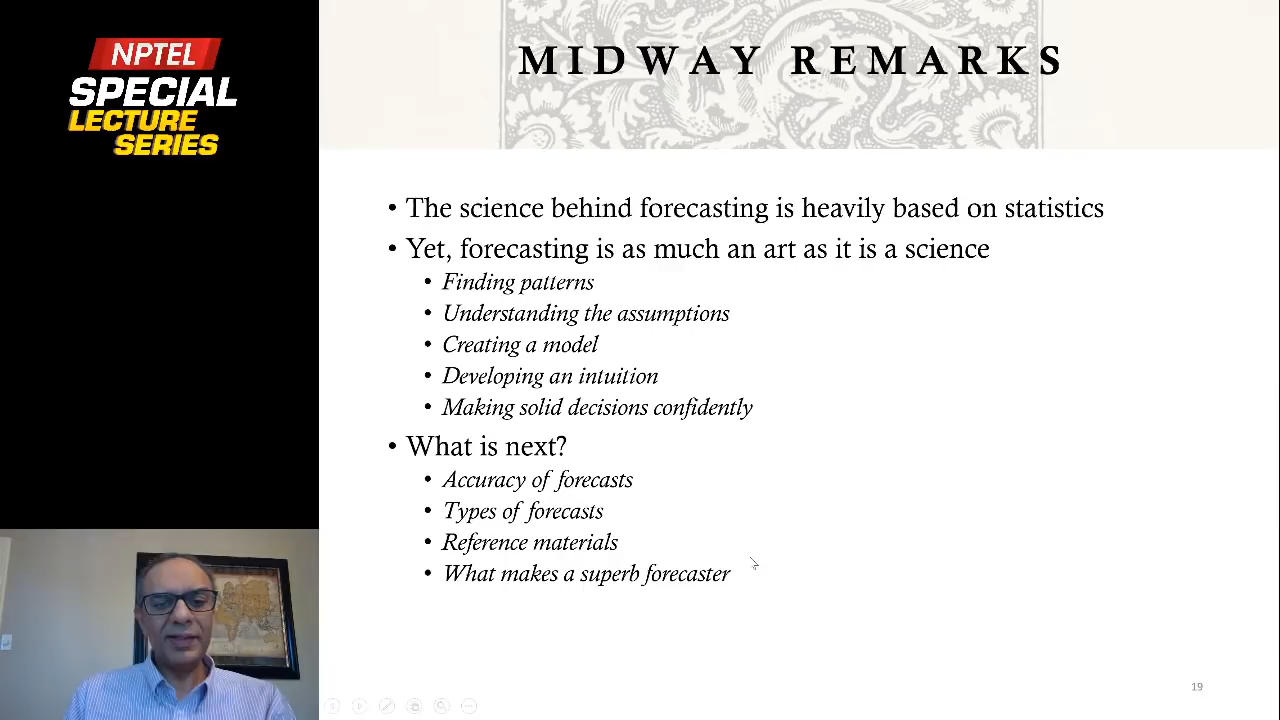 NPTEL
SPECIAL
LECTURE
SERIES
MIDWAY REMARKS
• The science behind forecasting is heavily based on statistics
• Yet, forecasting is as much an art as it is a science
• Finding patterns
• Understanding the assumptions
• Creating a model
• Developing an intuition
• Making solid decisions confidently
• What is next?
• Accuracy of forecasts
• Types of forecasts
• Reference materials
• What makes a superb forecaster
19